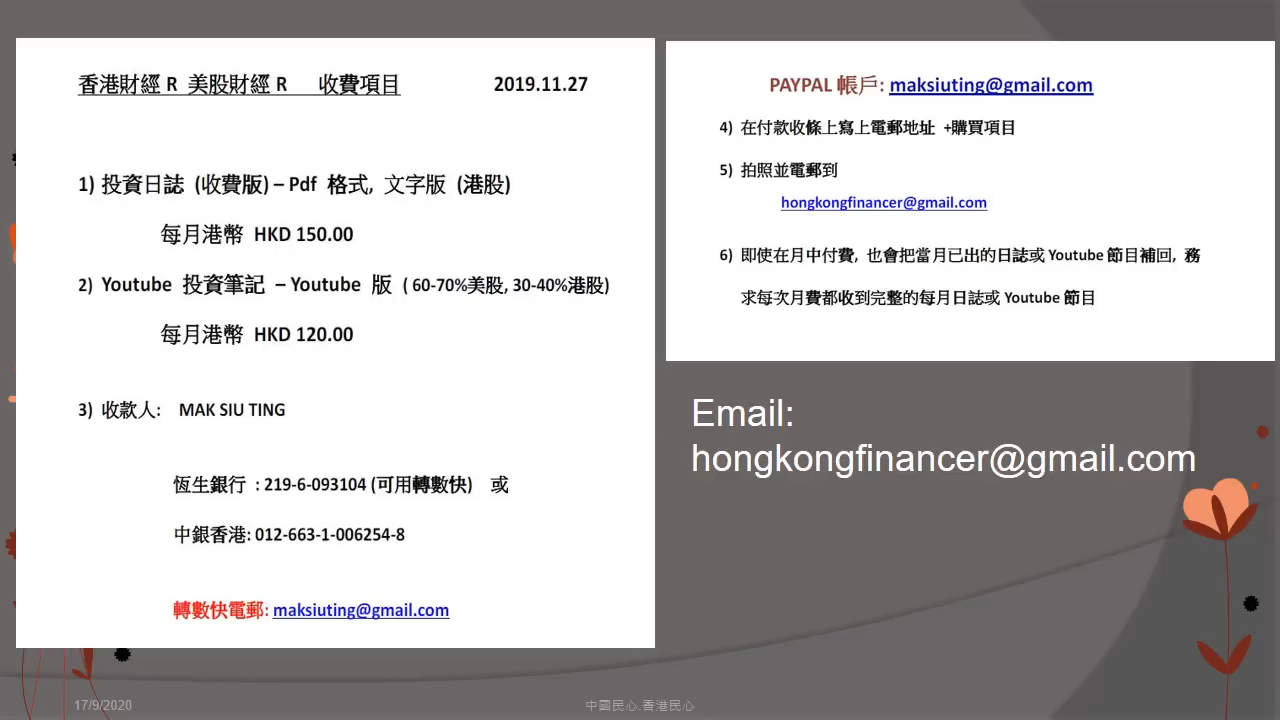 香港財經 R 美股財經 R 收費項目 2019.11.27
1) 投資日誌 (收費版) – Pdf 格式, 文字版 (港股)
每月港幣 HKD 150.00
2) Youtube 投資筆記 – Youtube 版 ( 60-70%美股, 30-40%港股)
每月港幣 HKD 120.00
3) 收款人: MAK SIU TING
恆生銀行 : 219-6-093104 (可用轉數快) 或
中銀香港: 012-663-1-006254-8
轉數快電郵: maksiuting@gmail.com
PAYPAL 帳戶: maksiuting@gmail.com
4) 在付款收條上寫上電郵地址 +購買項目
5) 拍照並電郵到
hongkongfinancer@gmail.com
6) 即使在月中付費, 也會把當月已出的日誌或 Youtube 節目補回, 務
求每次月費都收到完整的每月日誌或 Youtube 節目
Email:
hongkongfinancer@gmail.com
17/9/2020
中國民心.香港民心